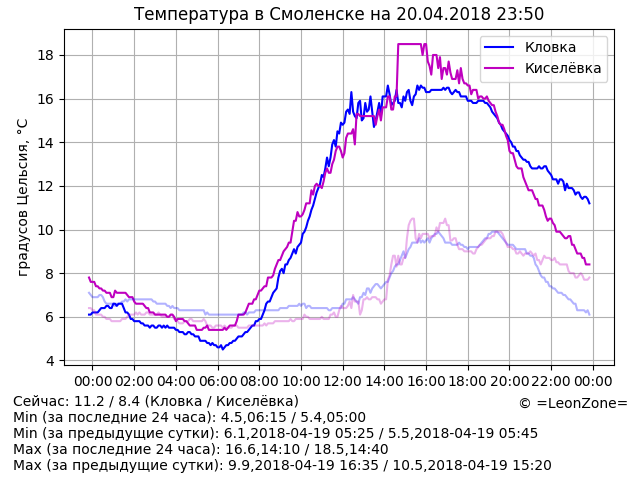 Температура в Смоленске на 20.04.2018 23:50
градусов Цельсия, °C
18
16
14
12
10
8
6
4
Кловка
Киселёвка
00:00 02:00 04:00 06:00 08:00 10:00 12:00 14:00 16:00 18:00 20:00 22:00 00:00
Сейчас: 11.2 / 8.4 (Кловка / Киселёвка)
© =LeonZone=
Min (за последние 24 часа): 4.5,06:15 / 5.4,05:00
Min (за предыдущие сутки): 6.1,2018-04-19 05:25 / 5.5,2018-04-19 05:45
Max (за последние 24 часа): 16.6,14:10 / 18.5,14:40
Max (за предыдущие сутки): 9.9,2018-04-19 16:35 / 10.5,2018-04-19 15:20